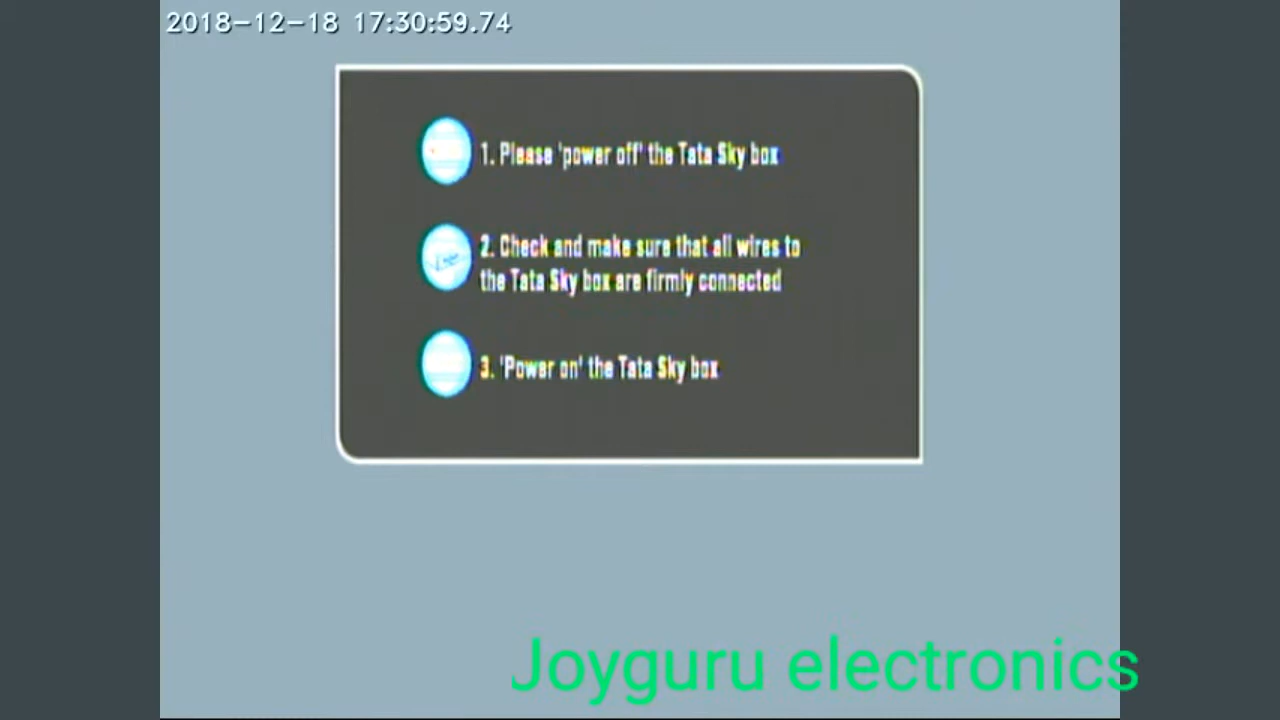 2018-12-18 17:30:59.74
1. Please 'power off' the Tata Sky box
2. Check and make sure that all wires to
the Tata Sky box are firmly connected
3. 'Power on' the Tata Sky box
Joyguru electronics